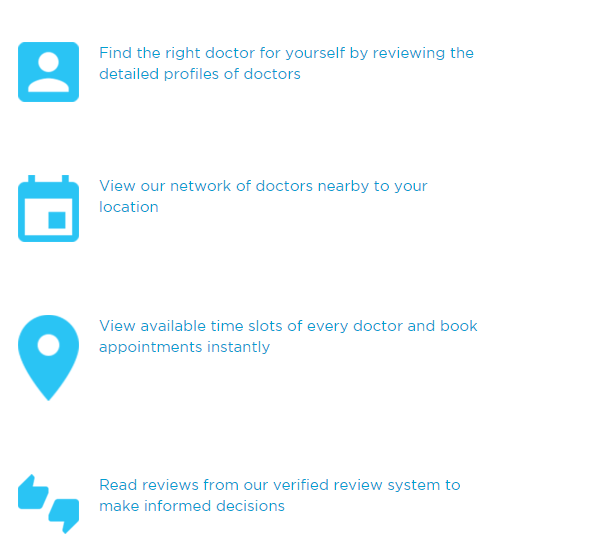 Find the right doctor for yourself by reviewing the
detailed profiles of doctors
View our network of doctors nearby to your
location
View available time slots of every doctor and book
appointments instantly
Read reviews from our verified review system to
make informed decisions